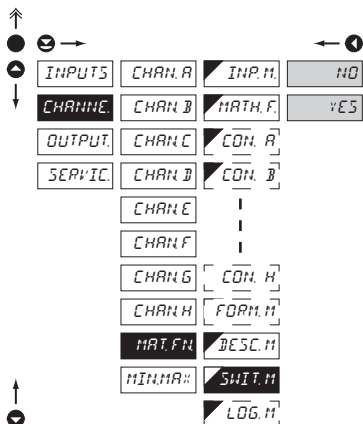 INPUTS CHAN. A INP. M. NO
CHANNE. CHAN. B MATH. F. YES
OUTPUT. CHAN. C CON. A
SERVIC. CHAN. D CON. B
CHAN. E
CHAN. F
CHAN. G CON. H
CHAN. H FORM. M
MAT. FN. DESC. M
MIN.MAX SWIT. M
LOG. M